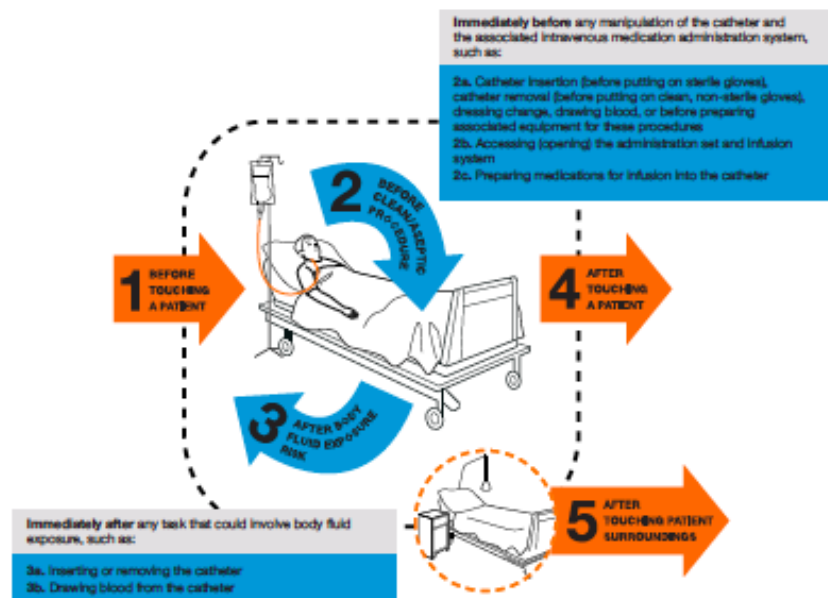 Immediately before any manipulation of the catheter and
the associated intravenous medication administration system,
such as:
2a. Catheter insertion (before putting on sterile gloves),
catheter removal (before putting on clean, non-sterile gloves),
dressing change, drawing blood, or before preparing
associated equipment for these procedures
2b. Accessing (opening) the administration set and infusion
system
2c. Preparing medications for infusion into the catheter
1 BEFORE
TOUCHING
A PATIENT
2 BEFORE
CLEAN/ASEPTIC
PROCEDURE
4 AFTER
TOUCHING
A PATIENT
3 AFTER BODY
FLUID EXPOSURE
RISK
5 AFTER
TOUCHING PATIENT
SURROUNDINGS
Immediately after any task that could involve body fluid
exposure, such as:
3a. Inserting or removing the catheter
3b. Drawing blood from the catheter